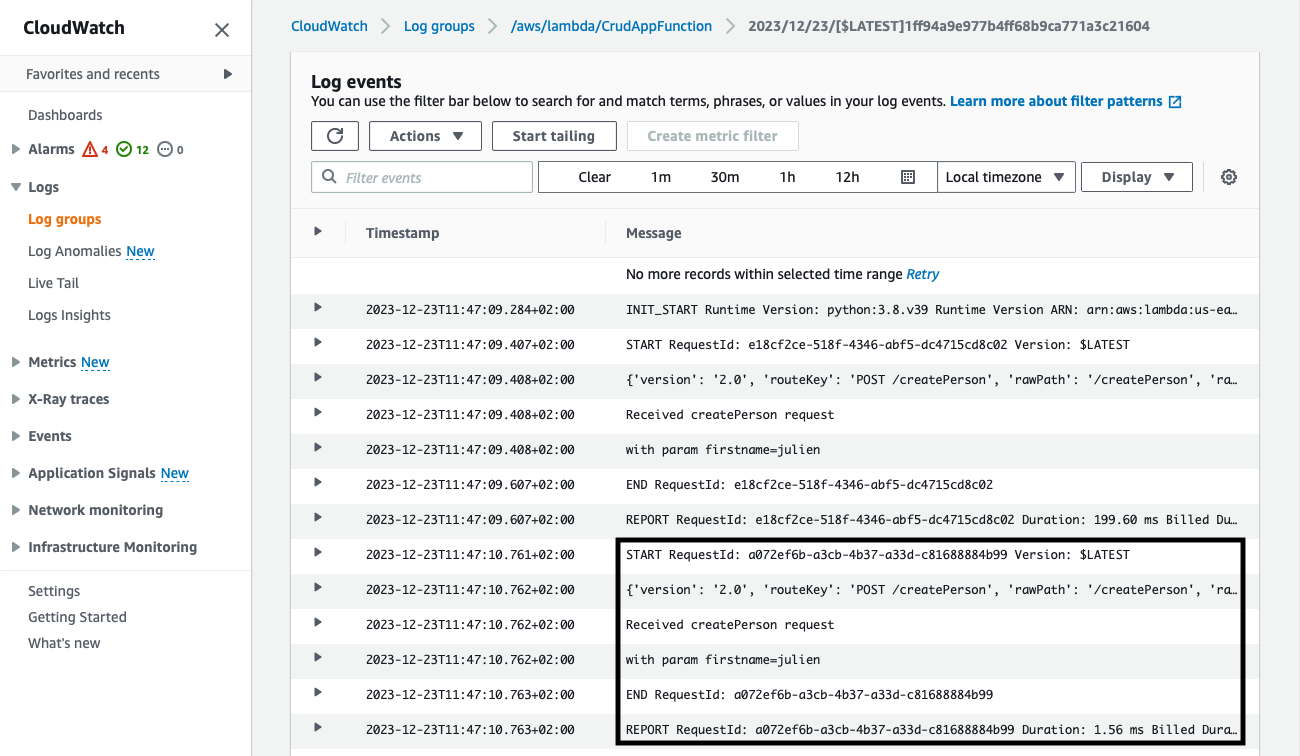 CloudWatch
Favorites and recents
Dashboards
Alarms 4 12 0
Logs
Log groups
Log Anomalies New
Live Tail
Logs Insights
Metrics New
X-Ray traces
Events
Application Signals New
Network monitoring
Infrastructure Monitoring
Settings
Getting Started
What's new
CloudWatch Log groups /aws/lambda/CrudAppFunction 2023/12/23/[$LATEST]1ff94a9e977b4ff68b9ca771a3c21604
Log events
You can use the filter bar below to search for and match terms, phrases, or values in your log events. Learn more about filter patterns
Actions Start tailing Create metric filter
Filter events Clear 1m 30m 1h 12h Local timezone Display
Timestamp Message
No more records within selected time range Retry
2023-12-23T11:47:09.284+02:00 INIT_START Runtime Version: python:3.8.v39 Runtime Version ARN: arn:aws:lambda:us-ea…
2023-12-23T11:47:09.407+02:00 START RequestId: e18cf2ce-518f-4346-abf5-dc4715cd8c02 Version: $LATEST
2023-12-23T11:47:09.408+02:00 {'version': '2.0', 'routeKey': 'POST /createPerson', 'rawPath': '/createPerson', 'ra…
2023-12-23T11:47:09.408+02:00 Received createPerson request
2023-12-23T11:47:09.408+02:00 with param firstname=julien
2023-12-23T11:47:09.607+02:00 END RequestId: e18cf2ce-518f-4346-abf5-dc4715cd8c02
2023-12-23T11:47:09.607+02:00 REPORT RequestId: e18cf2ce-518f-4346-abf5-dc4715cd8c02 Duration: 199.60 ms Billed Du…
2023-12-23T11:47:10.761+02:00 START RequestId: a072ef6b-a3cb-4b37-a33d-c81688884b99 Version: $LATEST
2023-12-23T11:47:10.762+02:00 {'version': '2.0', 'routeKey': 'POST /createPerson', 'rawPath': '/createPerson', 'ra…
2023-12-23T11:47:10.762+02:00 Received createPerson request
2023-12-23T11:47:10.762+02:00 with param firstname=julien
2023-12-23T11:47:10.763+02:00 END RequestId: a072ef6b-a3cb-4b37-a33d-c81688884b99
2023-12-23T11:47:10.763+02:00 REPORT RequestId: a072ef6b-a3cb-4b37-a33d-c81688884b99 Duration: 1.56 ms Billed Dura…